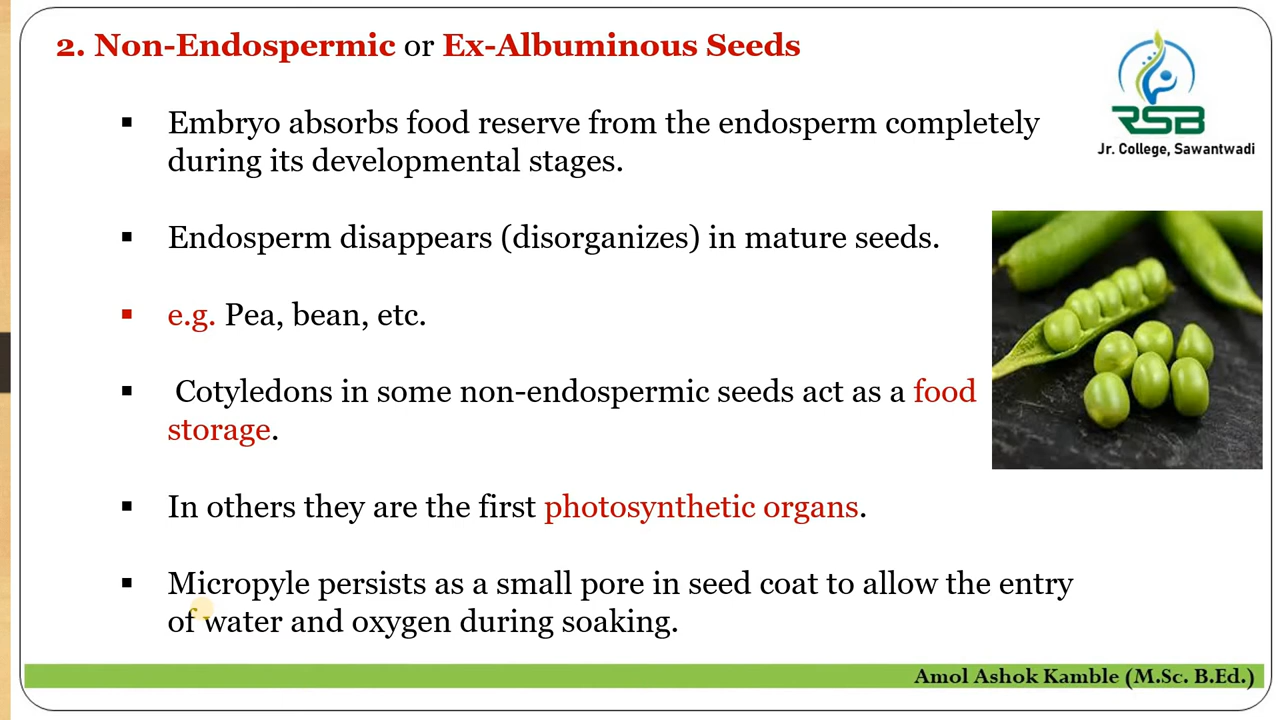 2. Non-Endospermic or Ex-Albuminous Seeds
RSB
Jr. College, Sawantwadi
▪ Embryo absorbs food reserve from the endosperm completely
during its developmental stages.
▪ Endosperm disappears (disorganizes) in mature seeds.
▪ e.g. Pea, bean, etc.
▪ Cotyledons in some non-endospermic seeds act as a food
storage.
▪ In others they are the first photosynthetic organs.
▪ Micropyle persists as a small pore in seed coat to allow the entry
of water and oxygen during soaking.
Amol Ashok Kamble (M.Sc. B.Ed.)